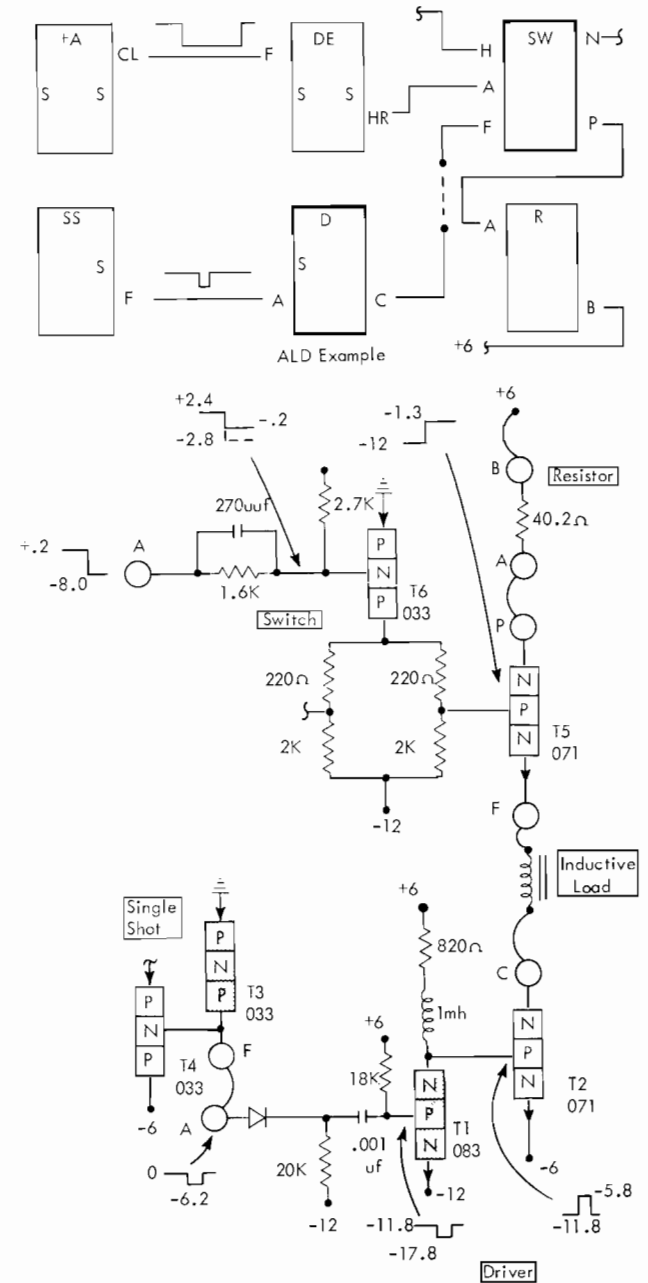 +A
CL
F
S S
DE
S S
HR
H
A
F
SW
N
P
SS
S
F
A
D
S
C
A
R
B
+6
ALD Example
+2.4
-.2
-2.8
-1.3
-12
+6
B
Resistor
40.2Ω
270uuf
2.7K
+.2
-8.0
A
1.6K
P
N
P
T6
033
Switch
A
P
220Ω
220Ω
2K
2K
-12
N
P
N
T5
071
F
Inductive
Load
Single
Shot
P
N
P
T3
033
P
N
P
T4
033
-6
F
A
0
-6.2
+6
820Ω
1mh
+6
18K
.001
uf
20K
-12
N
P
N
T1
083
-12
-11.8
-17.8
C
N
P
N
T2
071
-6
-5.8
-11.8
Driver